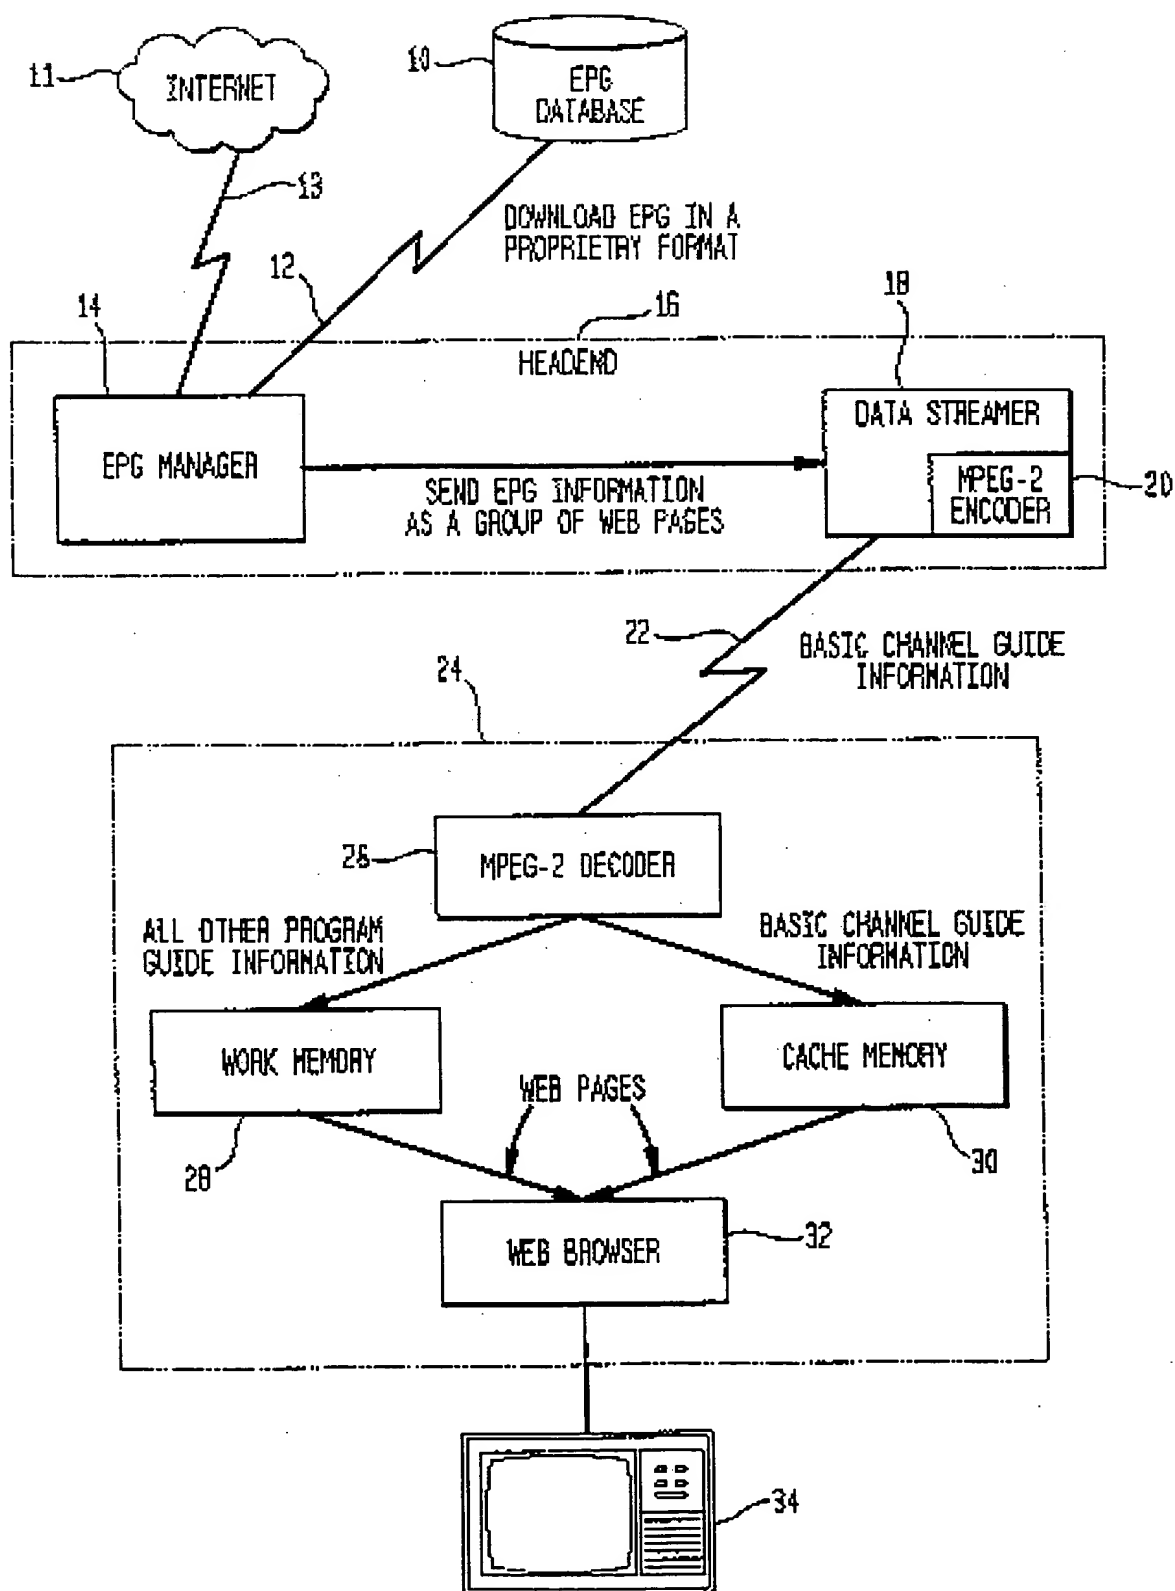 11
INTERNET
10
EPG
DATABASE
13
DOWNLOAD EPG IN A
PROPRIETRY FORMAT
12
14
16
18
HEADEND
EPG MANAGER
DATA STREAMER
MPEG-2
ENCODER
20
SEND EPG INFORMATION
AS A GROUP OF WEB PAGES
22
BASIC CHANNEL GUIDE
INFORMATION
24
26
MPEG-2 DECODER
ALL OTHER PROGRAM
GUIDE INFORMATION
BASIC CHANNEL GUIDE
INFORMATION
WORK MEMORY
CACHE MEMORY
WEB PAGES
28
30
WEB BROWSER
32
34